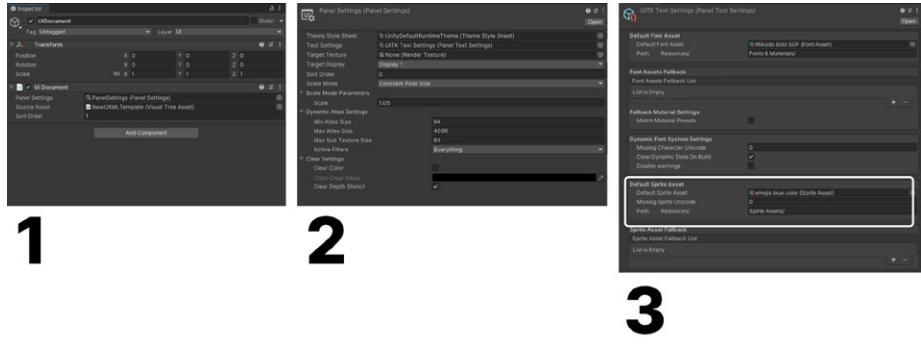 Inspector
UIDocument
Static
Tag Untagged
Layer UI
Transform
Position X 0 Y 0 Z 0
Rotation X 0 Y 0 Z 0
Scale X 1 Y 1 Z 1
UI Document
Panel Settings PanelSettings (Panel Settings)
Source Asset NewUXMLTemplate (Visual Tree Asset)
Sort Order 1
Add Component
1
Panel Settings (Panel Settings)
Open
Theme Style Sheet UnityDefaultRuntimeTheme (Theme Style Sheet)
Text Settings UITK Text Settings (Panel Text Settings)
Target Texture None (Render Texture)
Target Display Display 1
Sort Order 0
Scale Mode Constant Pixel Size
Scale Mode Parameters
Scale 1.05
Dynamic Atlas Settings
Min Atlas Size 64
Max Atlas Size 4096
Max Sub Texture Size 64
Active Filters Everything
Clear Settings
Clear Color
Color Clear Value
Clear Depth Stencil
2
UITK Text Settings (Panel Text Settings)
Open
Default Font Asset
Default Font Asset Mikado Bold SDF (Font Asset)
Path: Resources/ Fonts & Materials/
Font Assets Fallback
Font Assets Fallback List
List is Empty
+ -
Fallback Material Settings
Match Material Presets
Dynamic Font System Settings
Missing Character Unicode 0
Clear Dynamic Data On Build
Disable warnings
Default Sprite Asset
Default Sprite Asset emojis blue color (Sprite Asset)
Missing Sprite Unicode 0
Path: Resources/ Sprite Assets/
Sprite Asset Fallback
Sprite Asset Fallback List
List is Empty
+ -
3